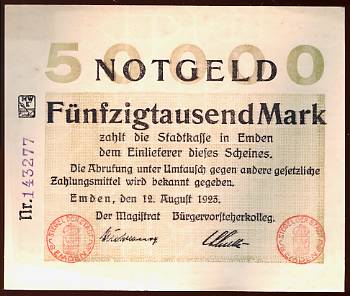 50000
NOTGELD
Fünfzigtausend Mark
zahlt die Stadtkasse in Emden
dem Einlieferer dieses Scheines.
Die Abrufung unter Umtausch gegen andere gesetzliche
Zahlungsmittel wird bekannt gegeben.
Emden, den 12. August 1923.
Der Magistrat Bürgervorsteherkolleg.
Nr. 143277
EMDEN